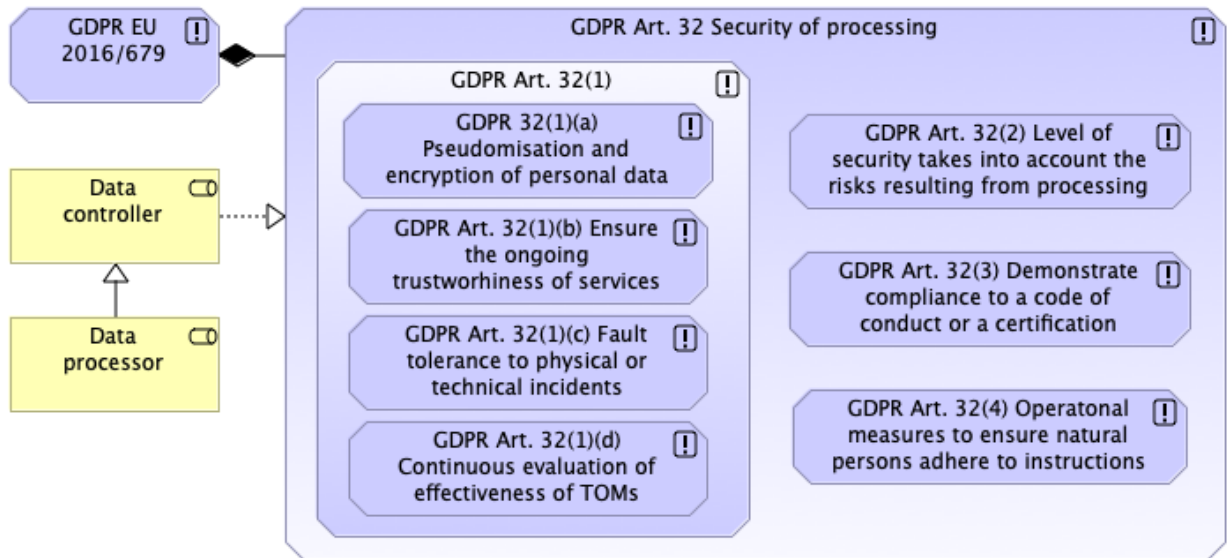 GDPR EU
2016/679
GDPR Art. 32 Security of processing
GDPR Art. 32(1)
GDPR 32(1)(a)
Pseudomisation and
encryption of personal data
GDPR Art. 32(1)(b) Ensure
the ongoing
trustworhiness of services
GDPR Art. 32(1)(c) Fault
tolerance to physical or
technical incidents
GDPR Art. 32(1)(d)
Continuous evaluation of
effectiveness of TOMs
GDPR Art. 32(2) Level of
security takes into account the
risks resulting from processing
GDPR Art. 32(3) Demonstrate
compliance to a code of
conduct or a certification
GDPR Art. 32(4) Operatonal
measures to ensure natural
persons adhere to instructions
Data
controller
Data
processor